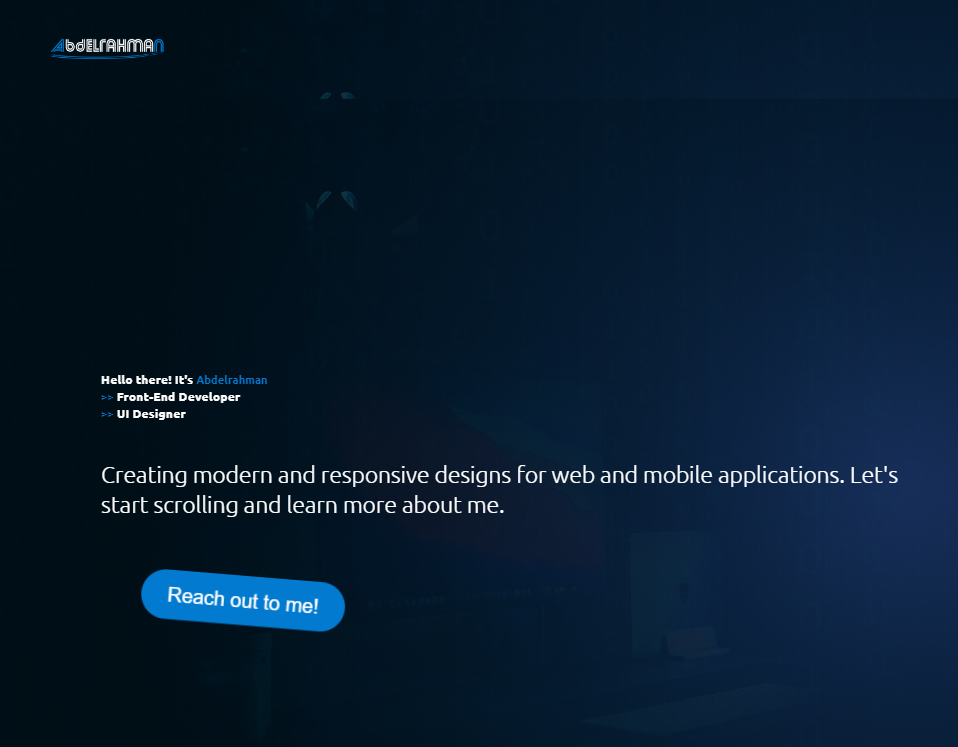 AbdELRAHMAN
Hello there! It's Abdelrahman
>> Front-End Developer
>> UI Designer
Creating modern and responsive designs for web and mobile applications. Let's
start scrolling and learn more about me.
Reach out to me!